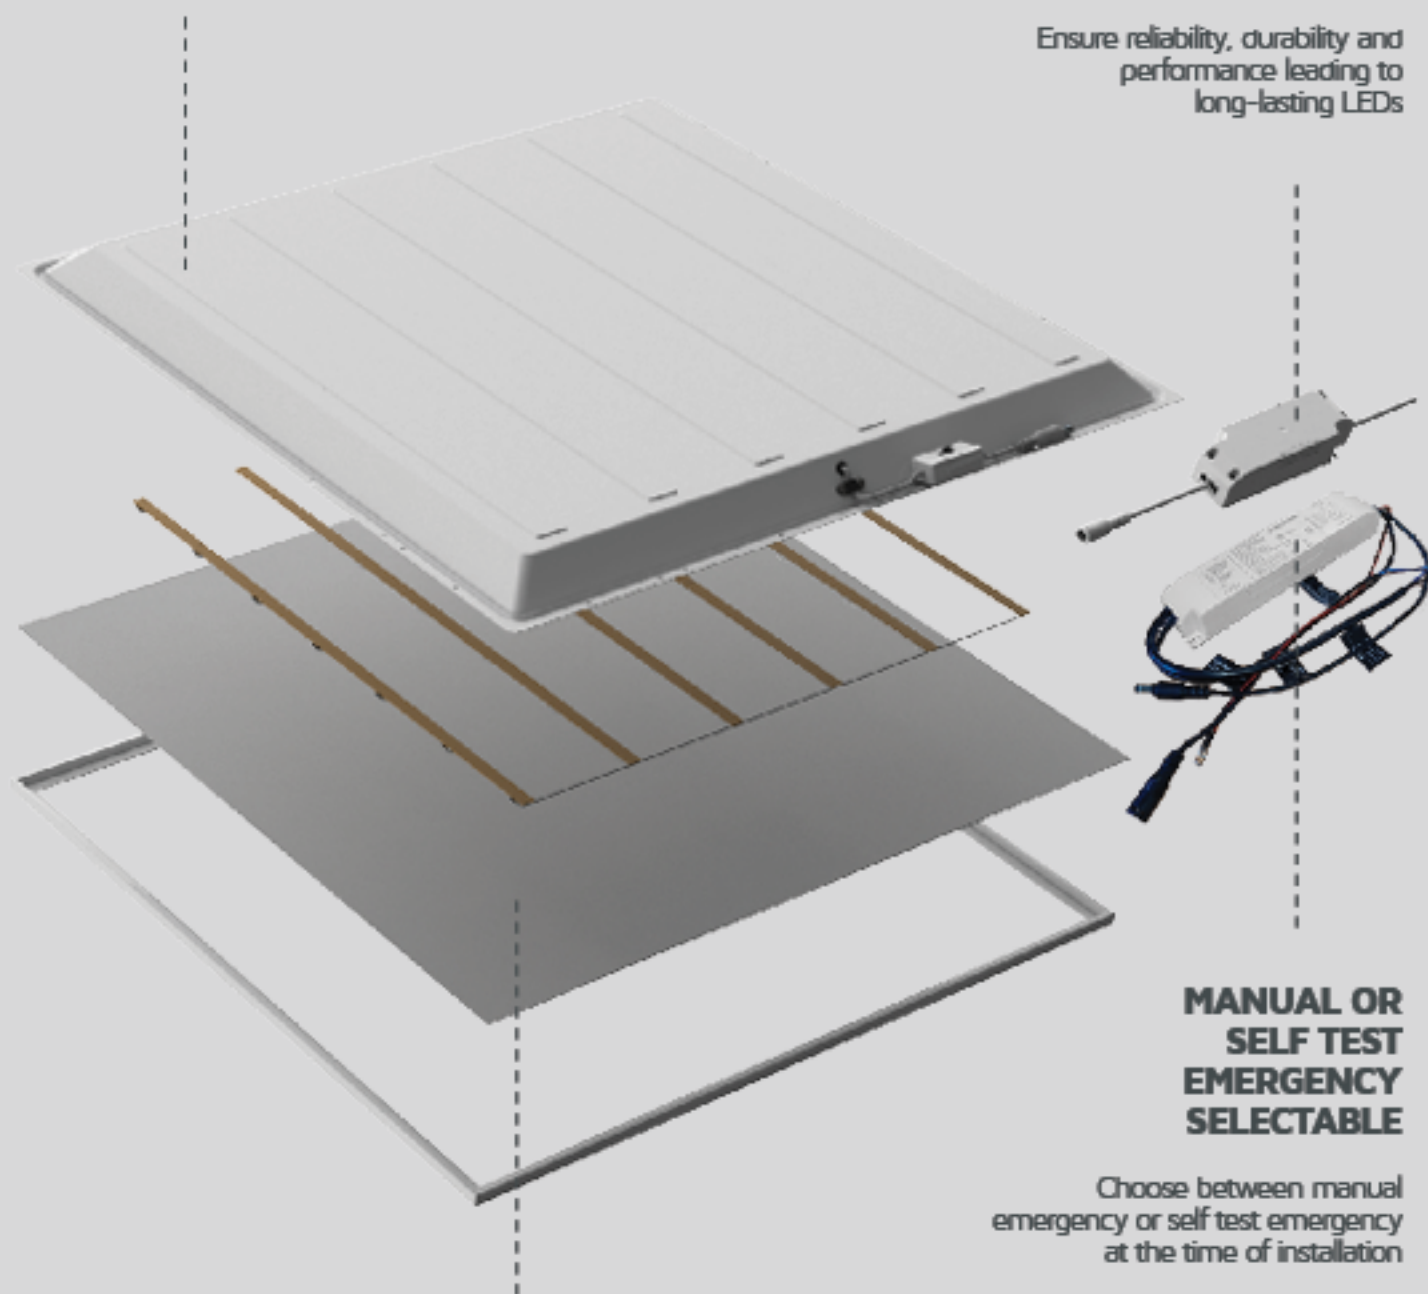 Ensure reliability, durability and
performance leading to
long-lasting LEDs
MANUAL OR
SELF TEST
EMERGENCY
SELECTABLE
Choose between manual
emergency or self test emergency
at the time of installation